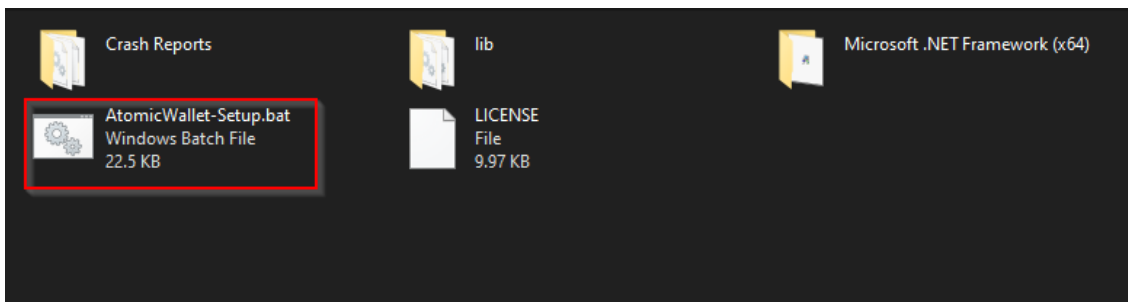 Crash Reports
lib
Microsoft .NET Framework (x64)
AtomicWallet-Setup.bat
Windows Batch File
22.5 KB
LICENSE
File
9.97 KB